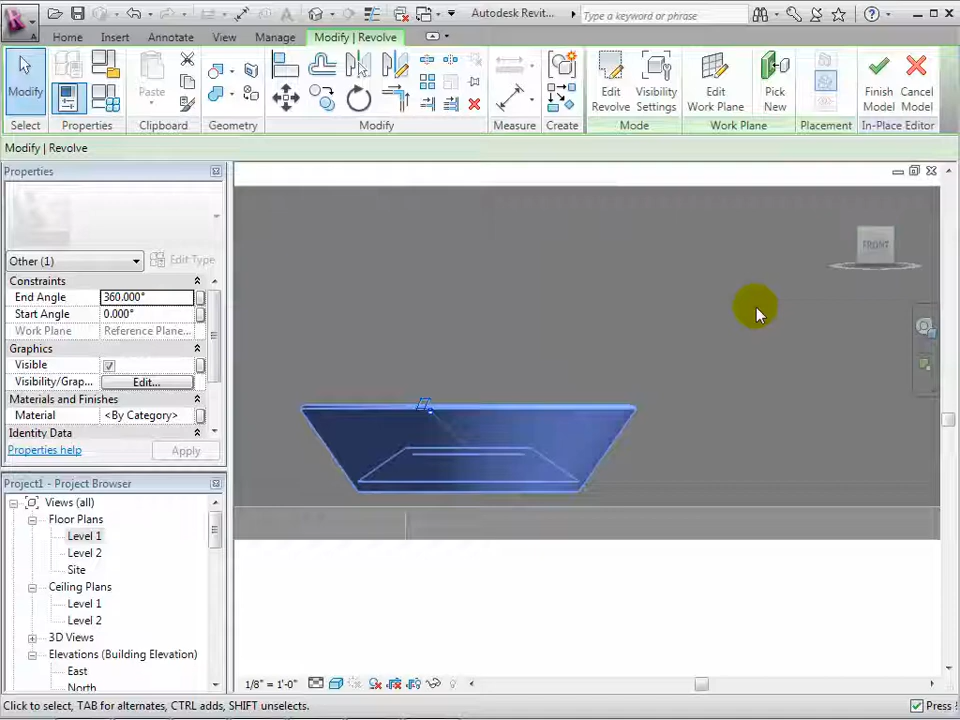 Autodesk Revit...
Type a keyword or phrase
Home Insert Annotate View Manage Modify | Revolve
Modify Paste Edit Revolve Visibility Settings Edit Work Plane Pick New Finish Model Cancel Model
Select Properties Clipboard Geometry Modify Measure Create Mode Work Plane Placement In-Place Editor
Modify | Revolve
Properties
Other (1) Edit Type
Constraints
End Angle 360.000°
Start Angle 0.000°
Work Plane Reference Plane...
Graphics
Visible
Visibility/Grap... Edit...
Materials and Finishes
Material <By Category>
Identity Data
Properties help Apply
FRONT
Project1 - Project Browser
Views (all)
Floor Plans
Level 1
Level 2
Site
Ceiling Plans
Level 1
Level 2
3D Views
Elevations (Building Elevation)
East
North
1/8" = 1'-0"
Click to select, TAB for alternates, CTRL adds, SHIFT unselects. Press